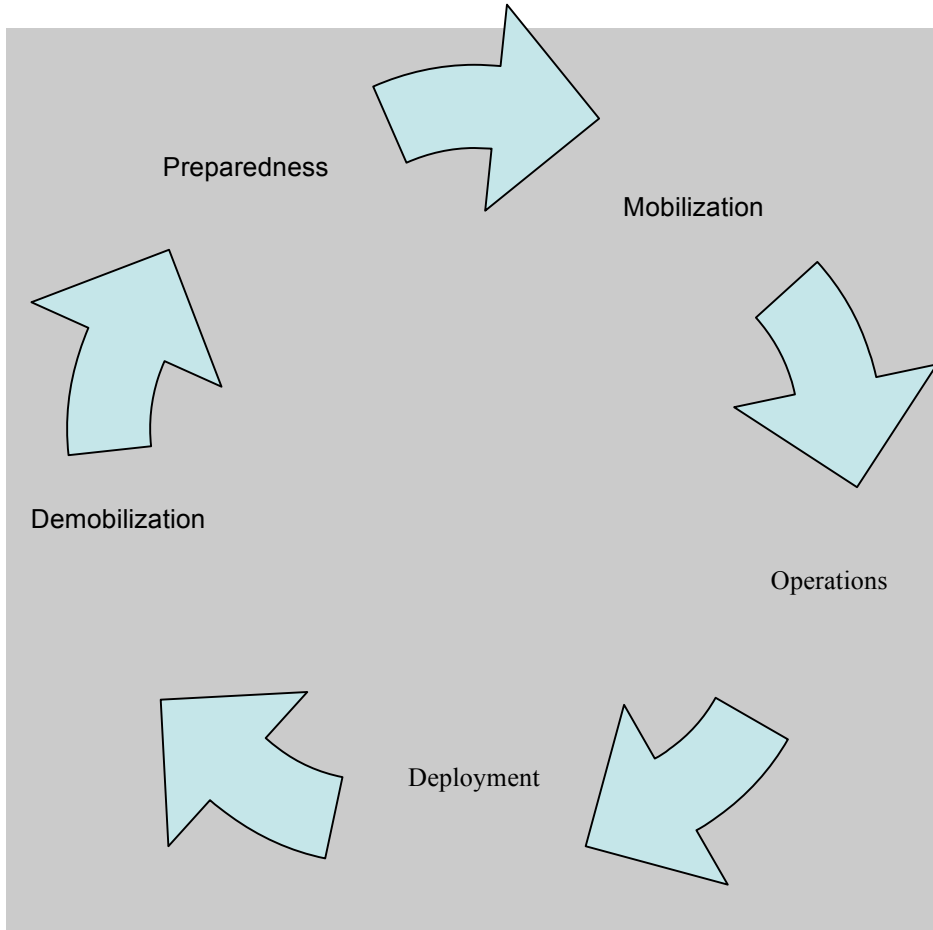 Preparedness
Mobilization
Demobilization
Operations
Deployment